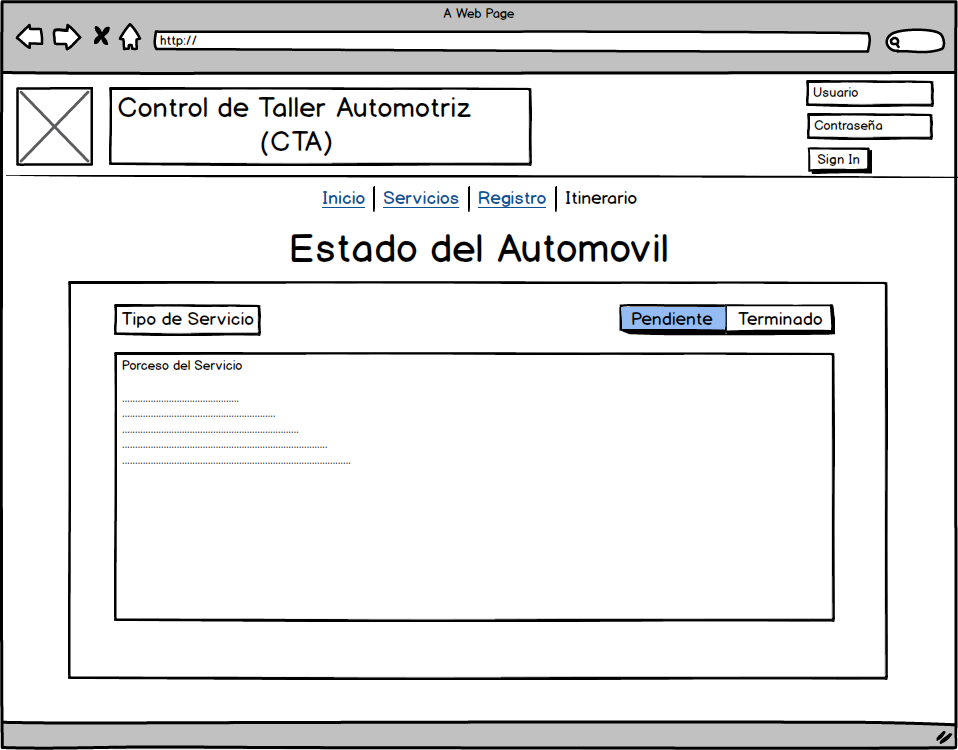 A Web Page
http://
Control de Taller Automotriz
(CTA)
Usuario
Contraseña
Sign In
Inicio | Servicios | Registro | Itinerario
Estado del Automovil
Tipo de Servicio
Pendiente Terminado
Porceso del Servicio